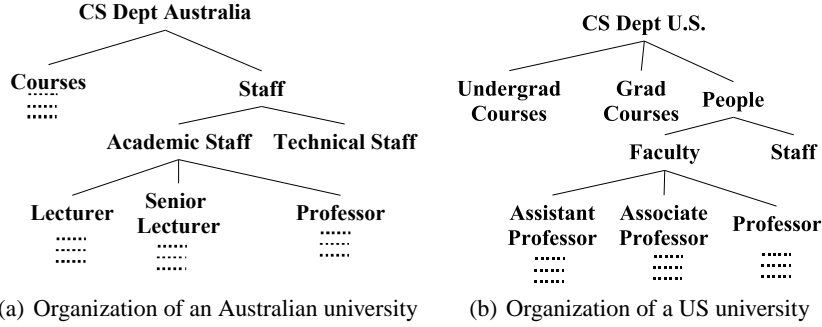 CS Dept Australia
Courses
Staff
Academic Staff
Technical Staff
Lecturer
Senior
Lecturer
Professor
(a) Organization of an Australian university
CS Dept U.S.
Undergrad
Courses
Grad
Courses
People
Faculty
Staff
Assistant
Professor
Associate
Professor
Professor
(b) Organization of a US university